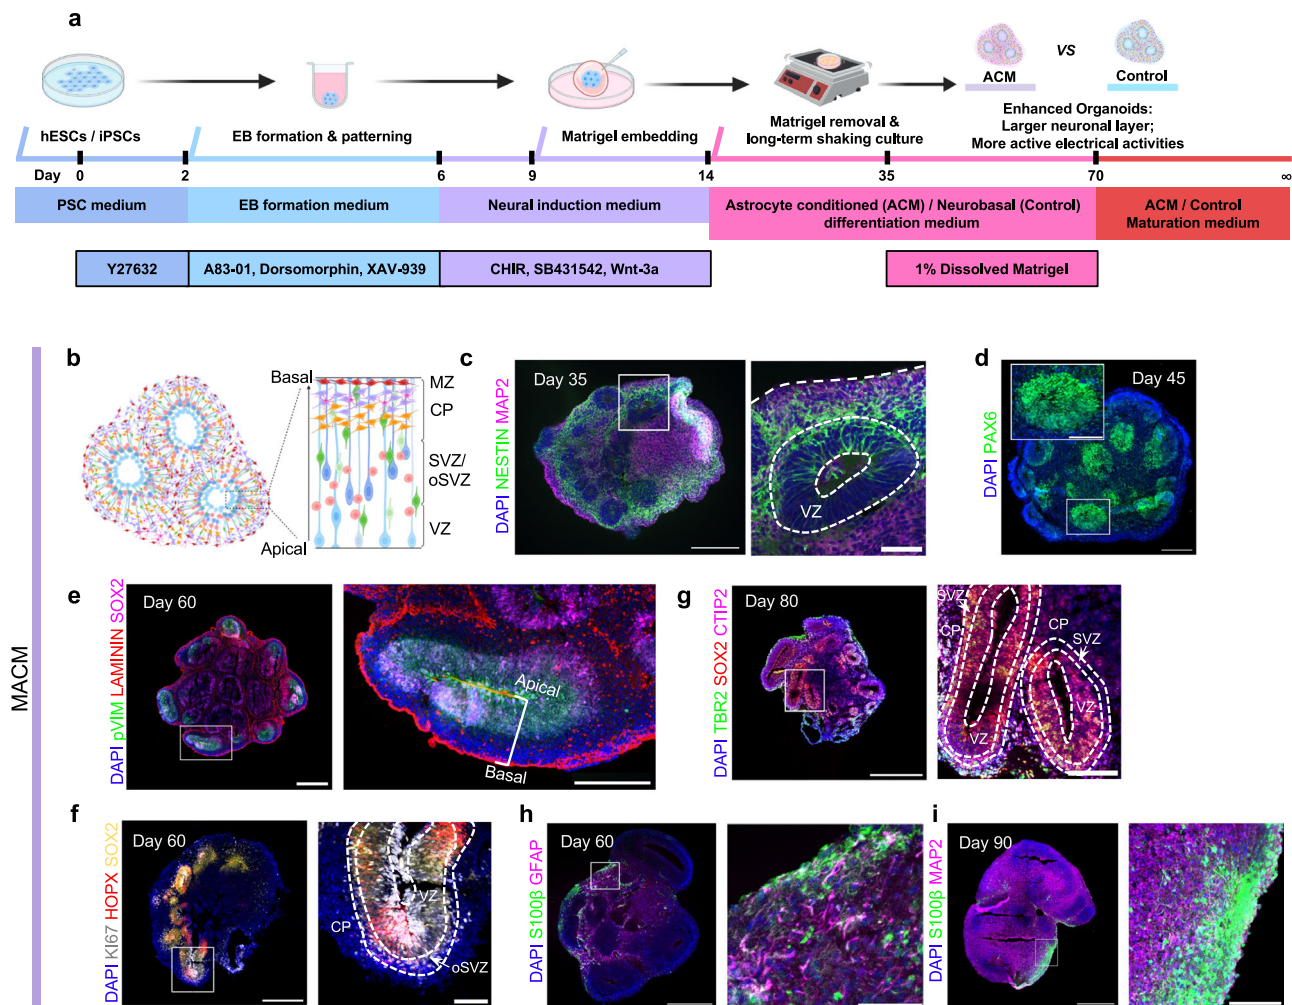 a
ACM
VS
Control
hESCs / iPSCs
EB formation & patterning
Matrigel embedding
Matrigel removal &
long-term shaking culture
Enhanced Organoids:
Larger neuronal layer;
More active electrical activities
Day 0 2 6 9 14 35 70 ∞
PSC medium
EB formation medium
Neural induction medium
Astrocyte conditioned (ACM) / Neurobasal (Control)
differentiation medium
ACM / Control
Maturation medium
Y27632
A83-01, Dorsomorphin, XAV-939
CHIR, SB431542, Wnt-3a
1% Dissolved Matrigel
MACM
b
Basal
Apical
MZ
CP
SVZ/
oSVZ
VZ
c
DAPI NESTIN MAP2
Day 35
VZ
d
DAPI PAX6
Day 45
e
DAPI pVIM LAMININ SOX2
Day 60
Apical
Basal
g
DAPI TBR2 SOX2 CTIP2
Day 80
SVZ
CP
VZ
CP
SVZ
VZ
f
DAPI KI67 HOPX SOX2
Day 60
VZ
CP
oSVZ
h
DAPI S100β GFAP
Day 60
i
DAPI S100β MAP2
Day 90